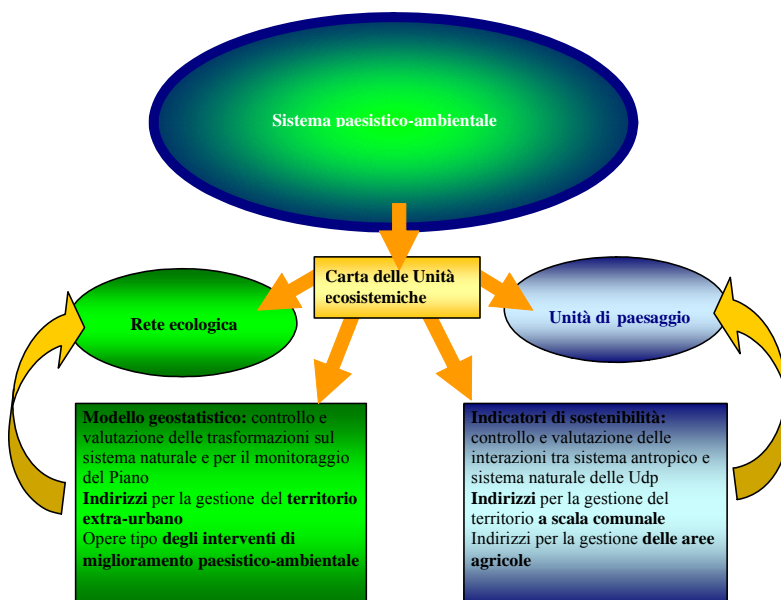 Sistema paesistico-ambientale
Carta delle Unità
ecosistemiche
Rete ecologica
Unità di paesaggio
Modello geostatistico: controllo e
valutazione delle trasformazioni sul
sistema naturale e per il monitoraggio
del Piano
Indirizzi per la gestione del territorio
extra-urbano
Opere tipo degli interventi di
miglioramento paesistico-ambientale
Indicatori di sostenibilità:
controllo e valutazione delle
interazioni tra sistema antropico e
sistema naturale delle Udp
Indirizzi per la gestione del
territorio a scala comunale
Indirizzi per la gestione delle aree
agricole